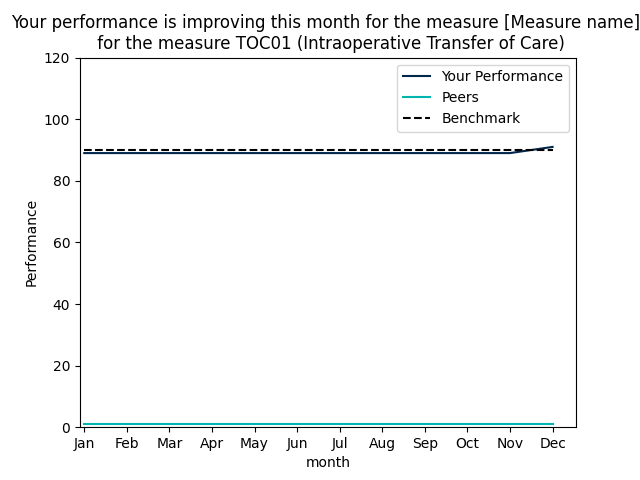 Your performance is improving this month for the measure [Measure name]
for the measure TOC01 (Intraoperative Transfer of Care)
120
100
80
60
40
20
0
Performance
Your Performance
Peers
Benchmark
Jan Feb Mar Apr May Jun Jul Aug Sep Oct Nov Dec
month